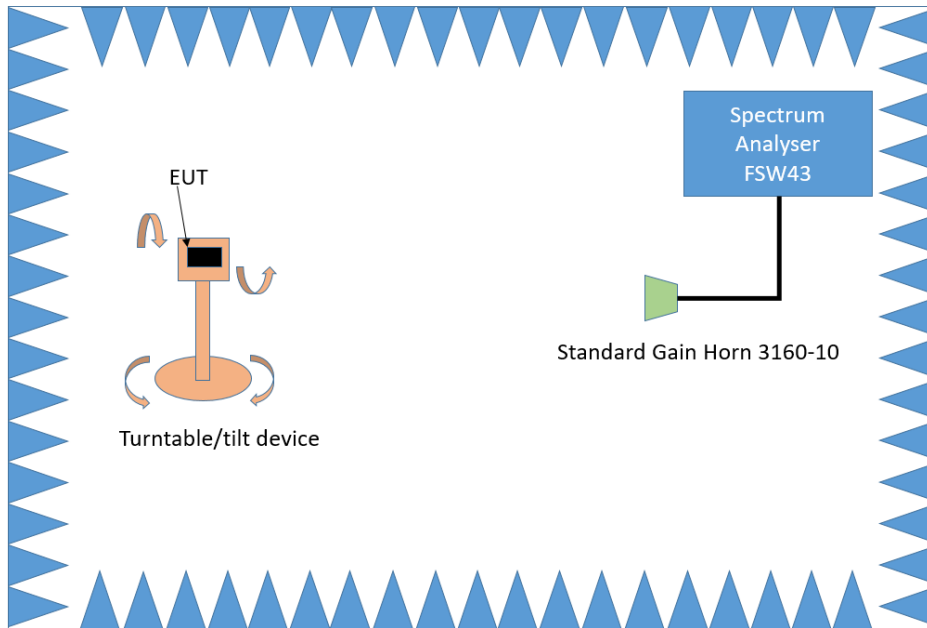 Spectrum
Analyser
FSW43
EUT
Standard Gain Horn 3160-10
Turntable/tilt device